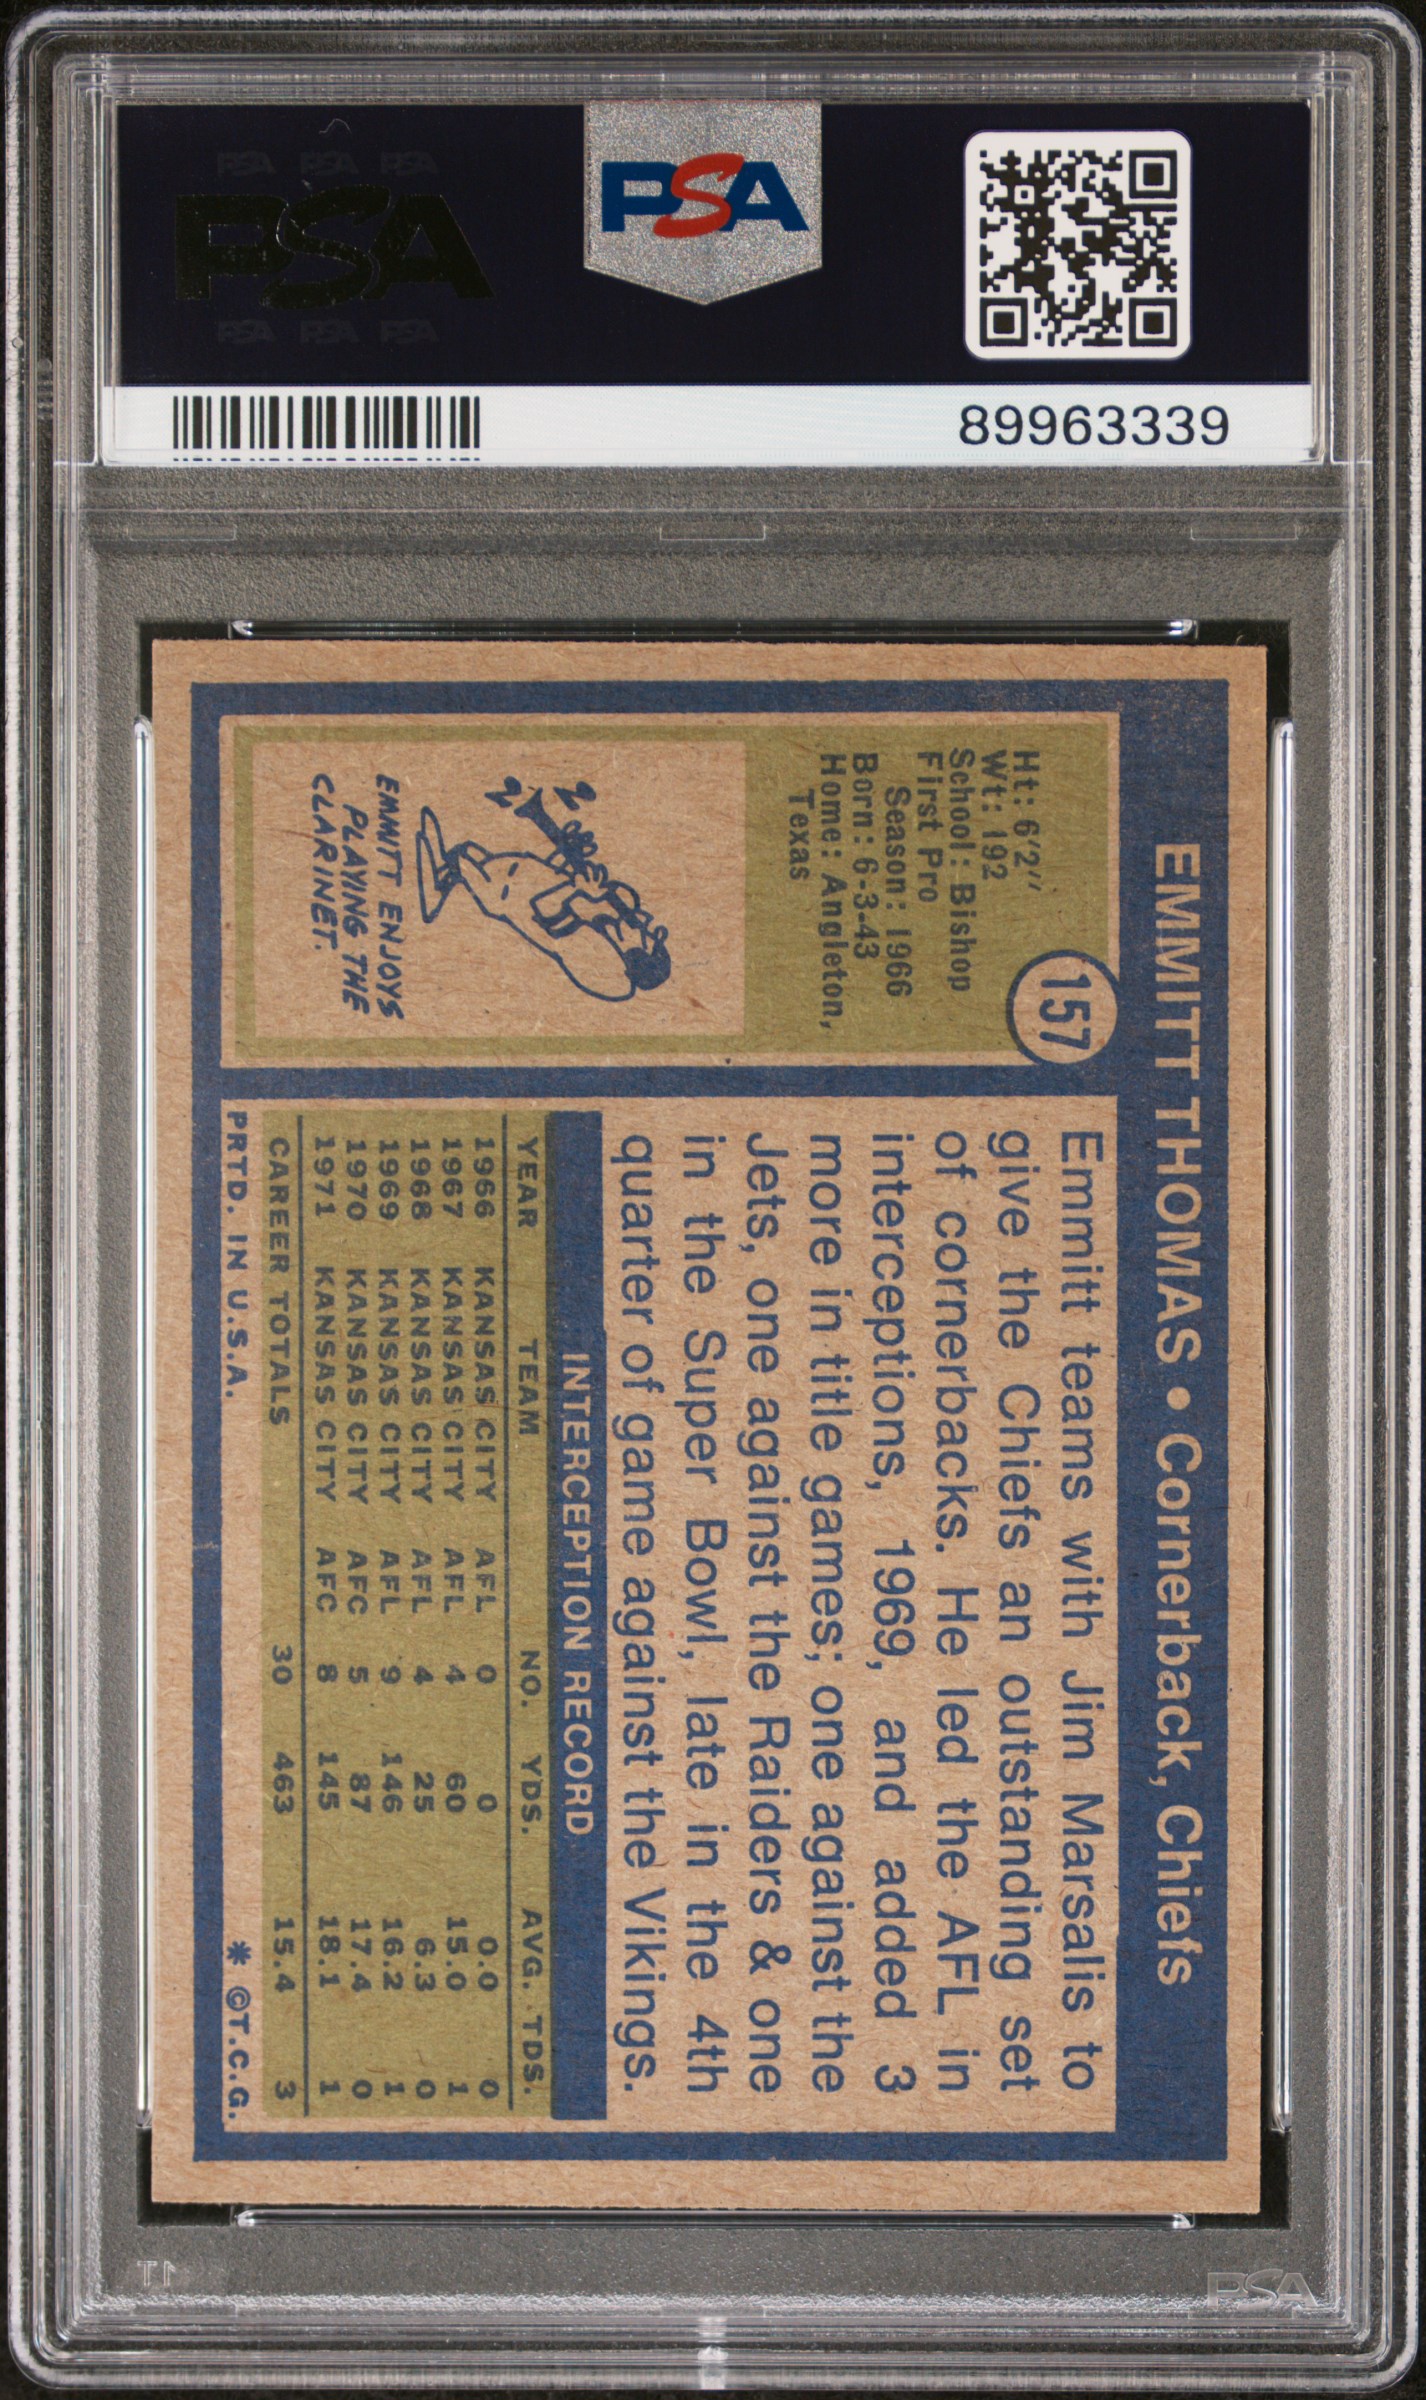 PSA PSA PSA
PSA
PSA PSA PSA
PSA
89963339
EMMITT THOMAS • Cornerback, Chiefs
157
Ht: 6'2"
Wt: 192
School: Bishop
First Pro
Season: 1966
Born: 6-3-43
Home: Angleton,
Texas
EMMITT ENJOYS
PLAYING THE
CLARINET.
Emmitt teams with Jim Marsalis to
give the Chiefs an outstanding set
of cornerbacks. He led the AFL in
interceptions, 1969, and added 3
more in title games; one against the
Jets, one against the Raiders & one
in the Super Bowl, late in the 4th
quarter of game against the Vikings.
INTERCEPTION RECORD
YEAR TEAM NO. YDS. AVG. TDS.
1966 KANSAS CITY AFL 0 0 0.0 0
1967 KANSAS CITY AFL 4 60 15.0 1
1968 KANSAS CITY AFL 4 25 6.3 0
1969 KANSAS CITY AFL 9 146 16.2 1
1970 KANSAS CITY AFC 5 87 17.4 0
1971 KANSAS CITY AFC 8 145 18.1 1
CAREER TOTALS 30 463 15.4 3
PRTD. IN U.S.A. * ©T.C.G.
PSA